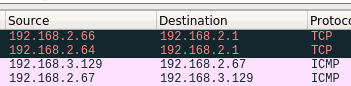 Source Destination Protoco
192.168.2.66 192.168.2.1 TCP
192.168.2.64 192.168.2.1 TCP
192.168.3.129 192.168.2.67 ICMP
192.168.2.67 192.168.3.129 ICMP